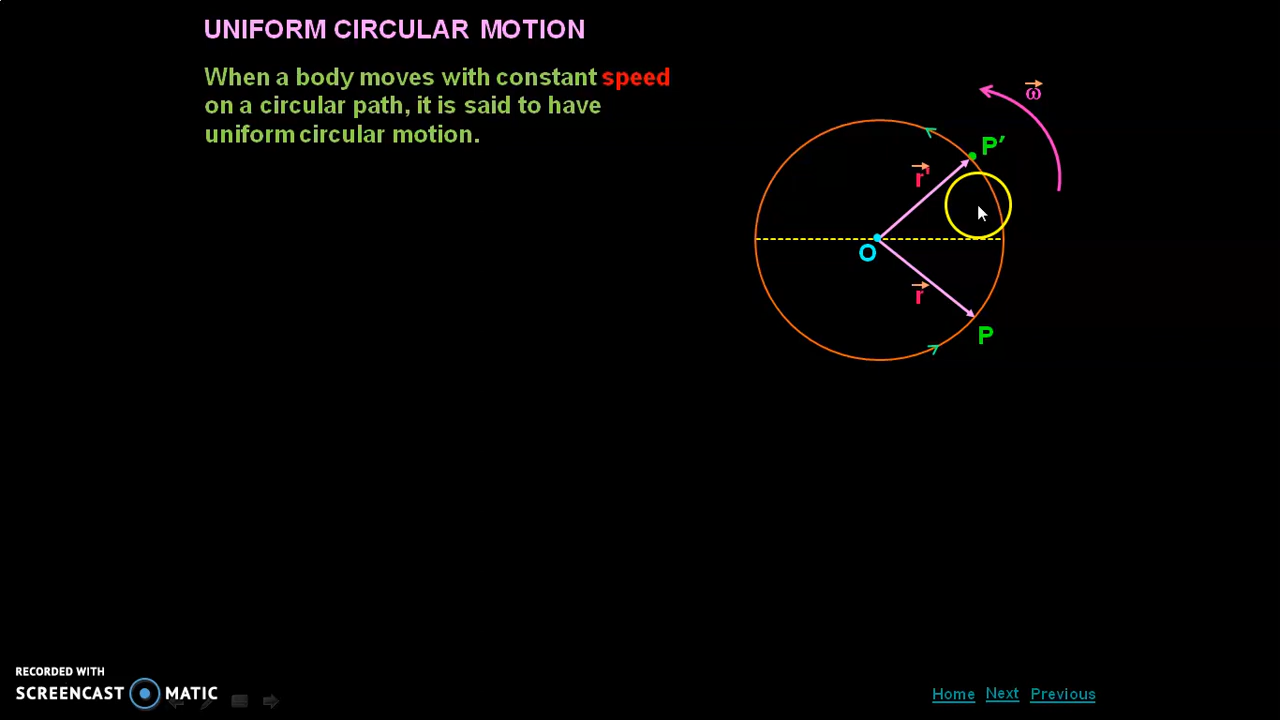 UNIFORM CIRCULAR MOTION
When a body moves with constant speed
on a circular path, it is said to have
uniform circular motion.
ω
P′
r'
O
r
P
RECORDED WITH
SCREENCAST MATIC
Home Next Previous